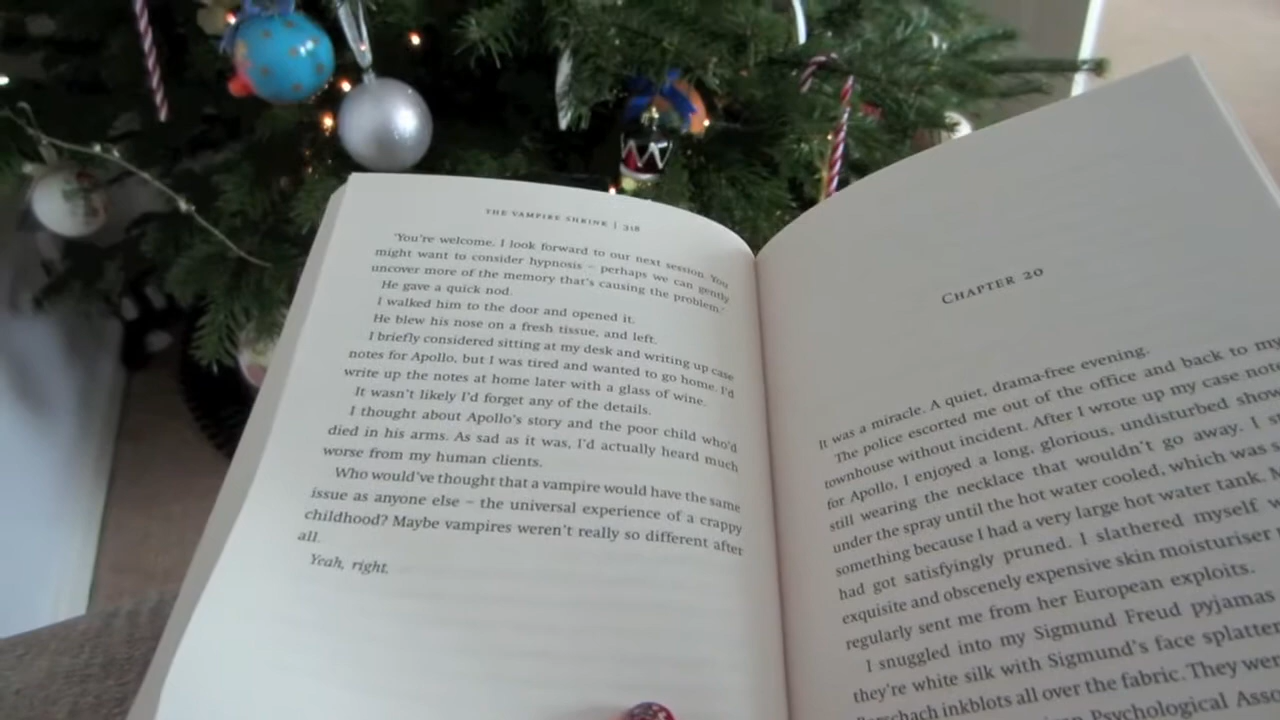 THE VAMPIRE SHRINK | 318
'You're welcome. I look forward to our next session. You
might want to consider hypnosis – perhaps we can gently
uncover more of the memory that's causing the problem.'
He gave a quick nod.
I walked him to the door and opened it.
He blew his nose on a fresh tissue, and left.
I briefly considered sitting at my desk and writing up case
notes for Apollo, but I was tired and wanted to go home. I'd
write up the notes at home later with a glass of wine.
It wasn't likely I'd forget any of the details.
I thought about Apollo's story and the poor child who'd
died in his arms. As sad as it was, I'd actually heard much
worse from my human clients.
Who would've thought that a vampire would have the same
issue as anyone else – the universal experience of a crappy
childhood? Maybe vampires weren't really so different after
all.
Yeah, right.
CHAPTER 20
It was a miracle. A quiet, drama-free evening.
The police escorted me out of the office and back to my
townhouse without incident. After I wrote up my case note
for Apollo, I enjoyed a long, glorious, undisturbed show
still wearing the necklace that wouldn't go away. I s
under the spray until the hot water cooled, which was s
something because I had a very large hot water tank. M
had got satisfyingly pruned. I slathered myself w
exquisite and obscenely expensive skin moisturiser
regularly sent me from her European exploits.
I snuggled into my Sigmund Freud pyjamas
they're white silk with Sigmund's face splatter
Rorschach inkblots all over the fabric. They wer
Psychological Asso